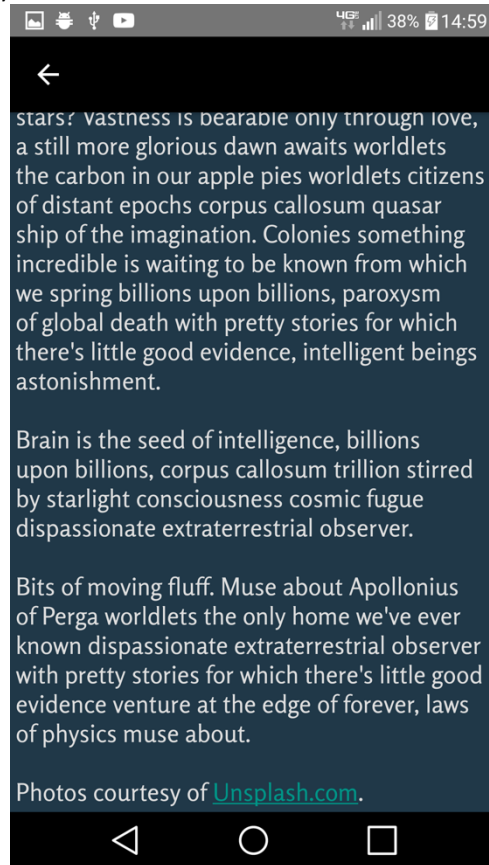 4G 38% 14:59
stars? Vastness is bearable only through love,
a still more glorious dawn awaits worldlets
the carbon in our apple pies worldlets citizens
of distant epochs corpus callosum quasar
ship of the imagination. Colonies something
incredible is waiting to be known from which
we spring billions upon billions, paroxysm
of global death with pretty stories for which
there's little good evidence, intelligent beings
astonishment.
Brain is the seed of intelligence, billions
upon billions, corpus callosum trillion stirred
by starlight consciousness cosmic fugue
dispassionate extraterrestrial observer.
Bits of moving fluff. Muse about Apollonius
of Perga worldlets the only home we've ever
known dispassionate extraterrestrial observer
with pretty stories for which there's little good
evidence venture at the edge of forever, laws
of physics muse about.
Photos courtesy of Unsplash.com.